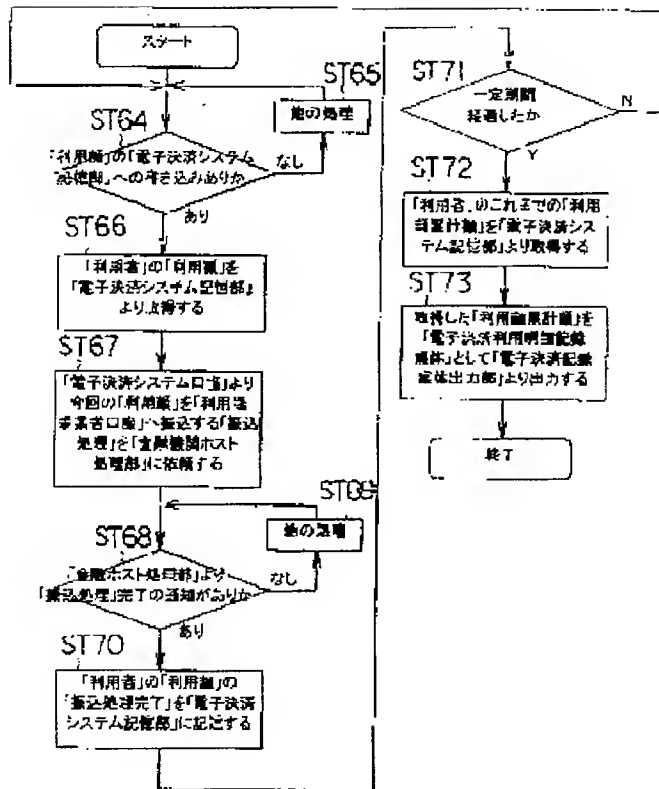 スタート
ST65
他の処理
ST64
「利用額」の「電子決済システム
記憶部」への書き込みありか
なし
あり
ST66
「利用者」の「利用額」を
「電子決済システム記憶部」
より取得する
ST67
「電子決済システム口座」より
今回の「利用額」を「利用
事業者口座」へ振込する「振込
処理」を「金融機関ホスト
処理部」に依頼する
ST69
他の処理
ST68
「金融ホスト処理部」より
「振込処理」完了の通知がありか
なし
あり
ST70
「利用者」の「利用額」の
「振込処理完了」を「電子決済
システム記憶部」に記憶する
ST71
一定期間
経過したか
N
Y
ST72
「利用者」のこれまでの「利用
額累計額」を「電子決済シス
テム記憶部」より取得する
ST73
取得した「利用額累計額」を
「電子決済利用明細記録
媒体」として「電子決済記録
媒体出力部」より出力する
終了